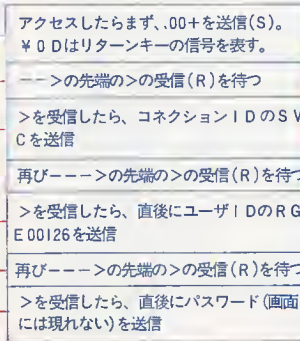 アクセスしたらまず、.00+を送信(S)。
￥0Dはリターンキーの信号を表す。
-->の先端の>の受信(R)を待つ
>を受信したら、コネクションIDのSV
Cを送信
再び--->の先端の>の受信(R)を待つ
>を受信したら、直後にユーザIDのRG
E00126を送信
再び--->の先端の>の受信(R)を待つ
>を受信したら、直後にパスワード(画面
には現れない)を送信